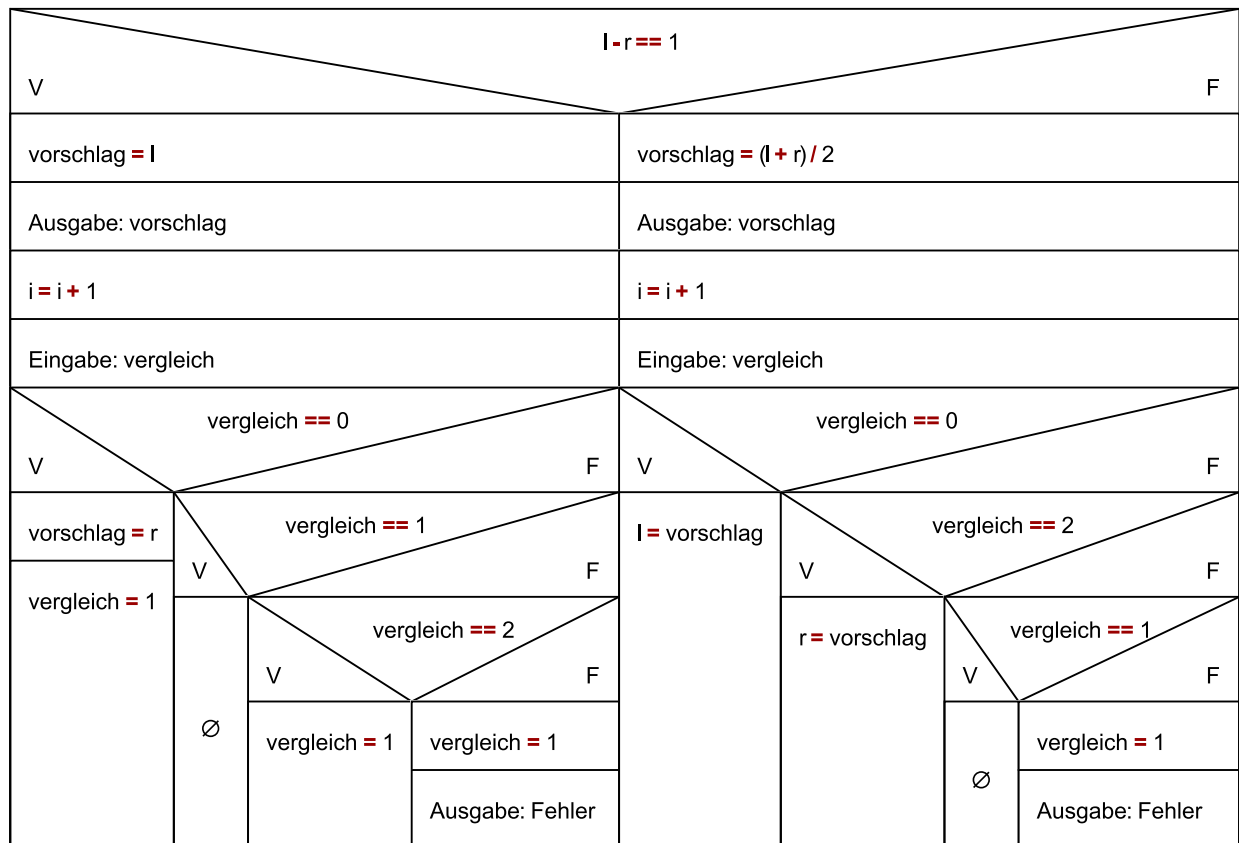 l - r == 1
V F
vorschlag = l vorschlag = (l + r) / 2
Ausgabe: vorschlag Ausgabe: vorschlag
i = i + 1 i = i + 1
Eingabe: vergleich Eingabe: vergleich
vergleich == 0 vergleich == 0
V F V F
vorschlag = r vergleich == 1 l = vorschlag vergleich == 2
V F V F
vergleich = 1
vergleich == 2 r = vorschlag vergleich == 1
V F V F
∅ vergleich = 1 vergleich = 1 vergleich = 1
∅
Ausgabe: Fehler Ausgabe: Fehler